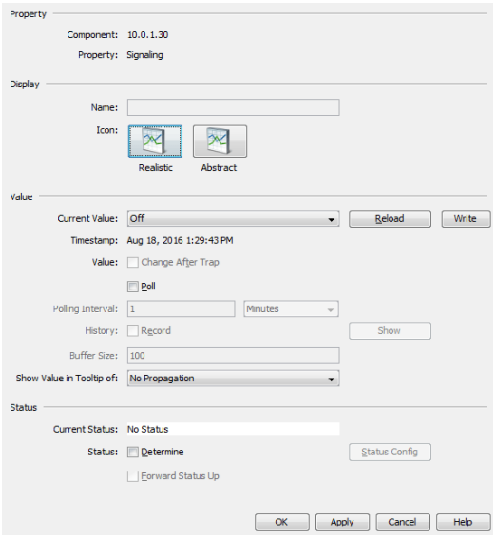 Property
Component: 10.0.1.30
Property: Signaling
Display
Name:
Icon:
Realistic Abstract
Value
Current Value: Off Reload Write
Timestamp: Aug 18, 2016 1:29:43 PM
Value: Change After Trap
Poll
Polling Interval: 1 Minutes
History: Record Show
Buffer Size: 100
Show Value in Tooltip of: No Propagation
Status
Current Status: No Status
Status: Determine Status Config
Forward Status Up
OK Apply Cancel Help